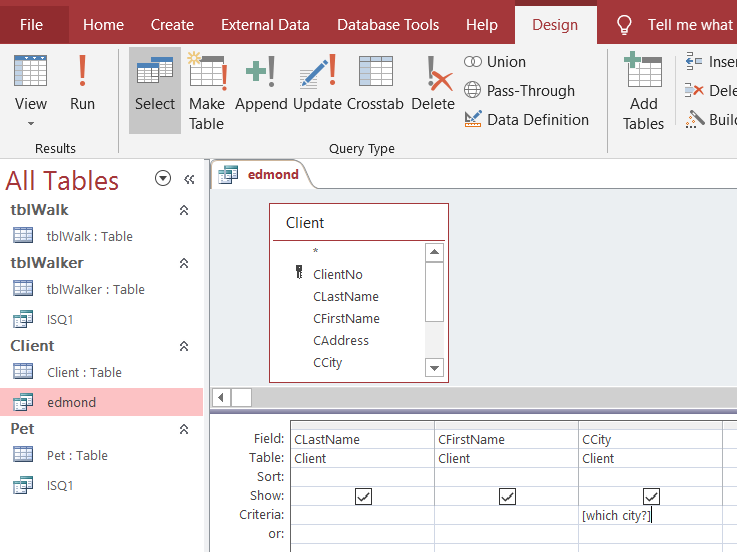 File Home Create External Data Database Tools Help Design Tell me what
View Run Select Make Table Append Update Crosstab Delete Union Pass-Through Data Definition Add Tables Inser Dele Buil
Results Query Type
All Tables «
tblWalk
tblWalk : Table
tblWalker
tblWalker : Table
ISQ1
Client
Client : Table
edmond
Pet
Pet : Table
ISQ1
edmond
Client
*
ClientNo
CLastName
CFirstName
CAddress
CCity
Field: CLastName CFirstName CCity
Table: Client Client Client
Sort:
Show:
Criteria: [which city?]
or: